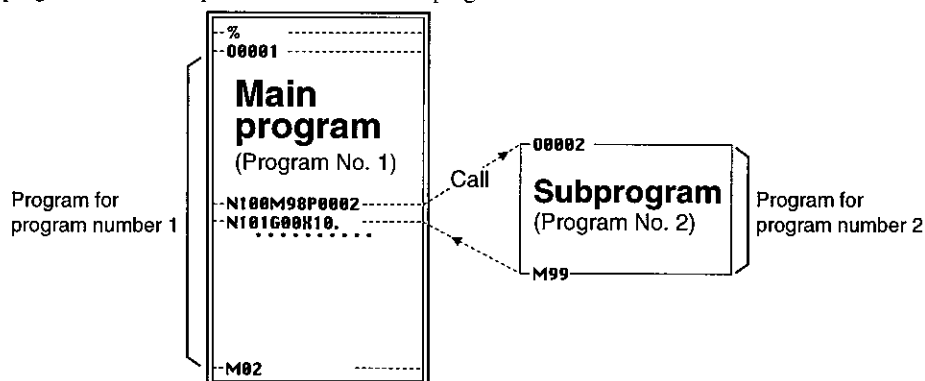 %
O0001
Main
program
(Program No. 1)
Program for
program number 1
N100M98P0002
N101G00X10.
M02
Call
O0002
Subprogram
(Program No. 2)
M99
Program for
program number 2